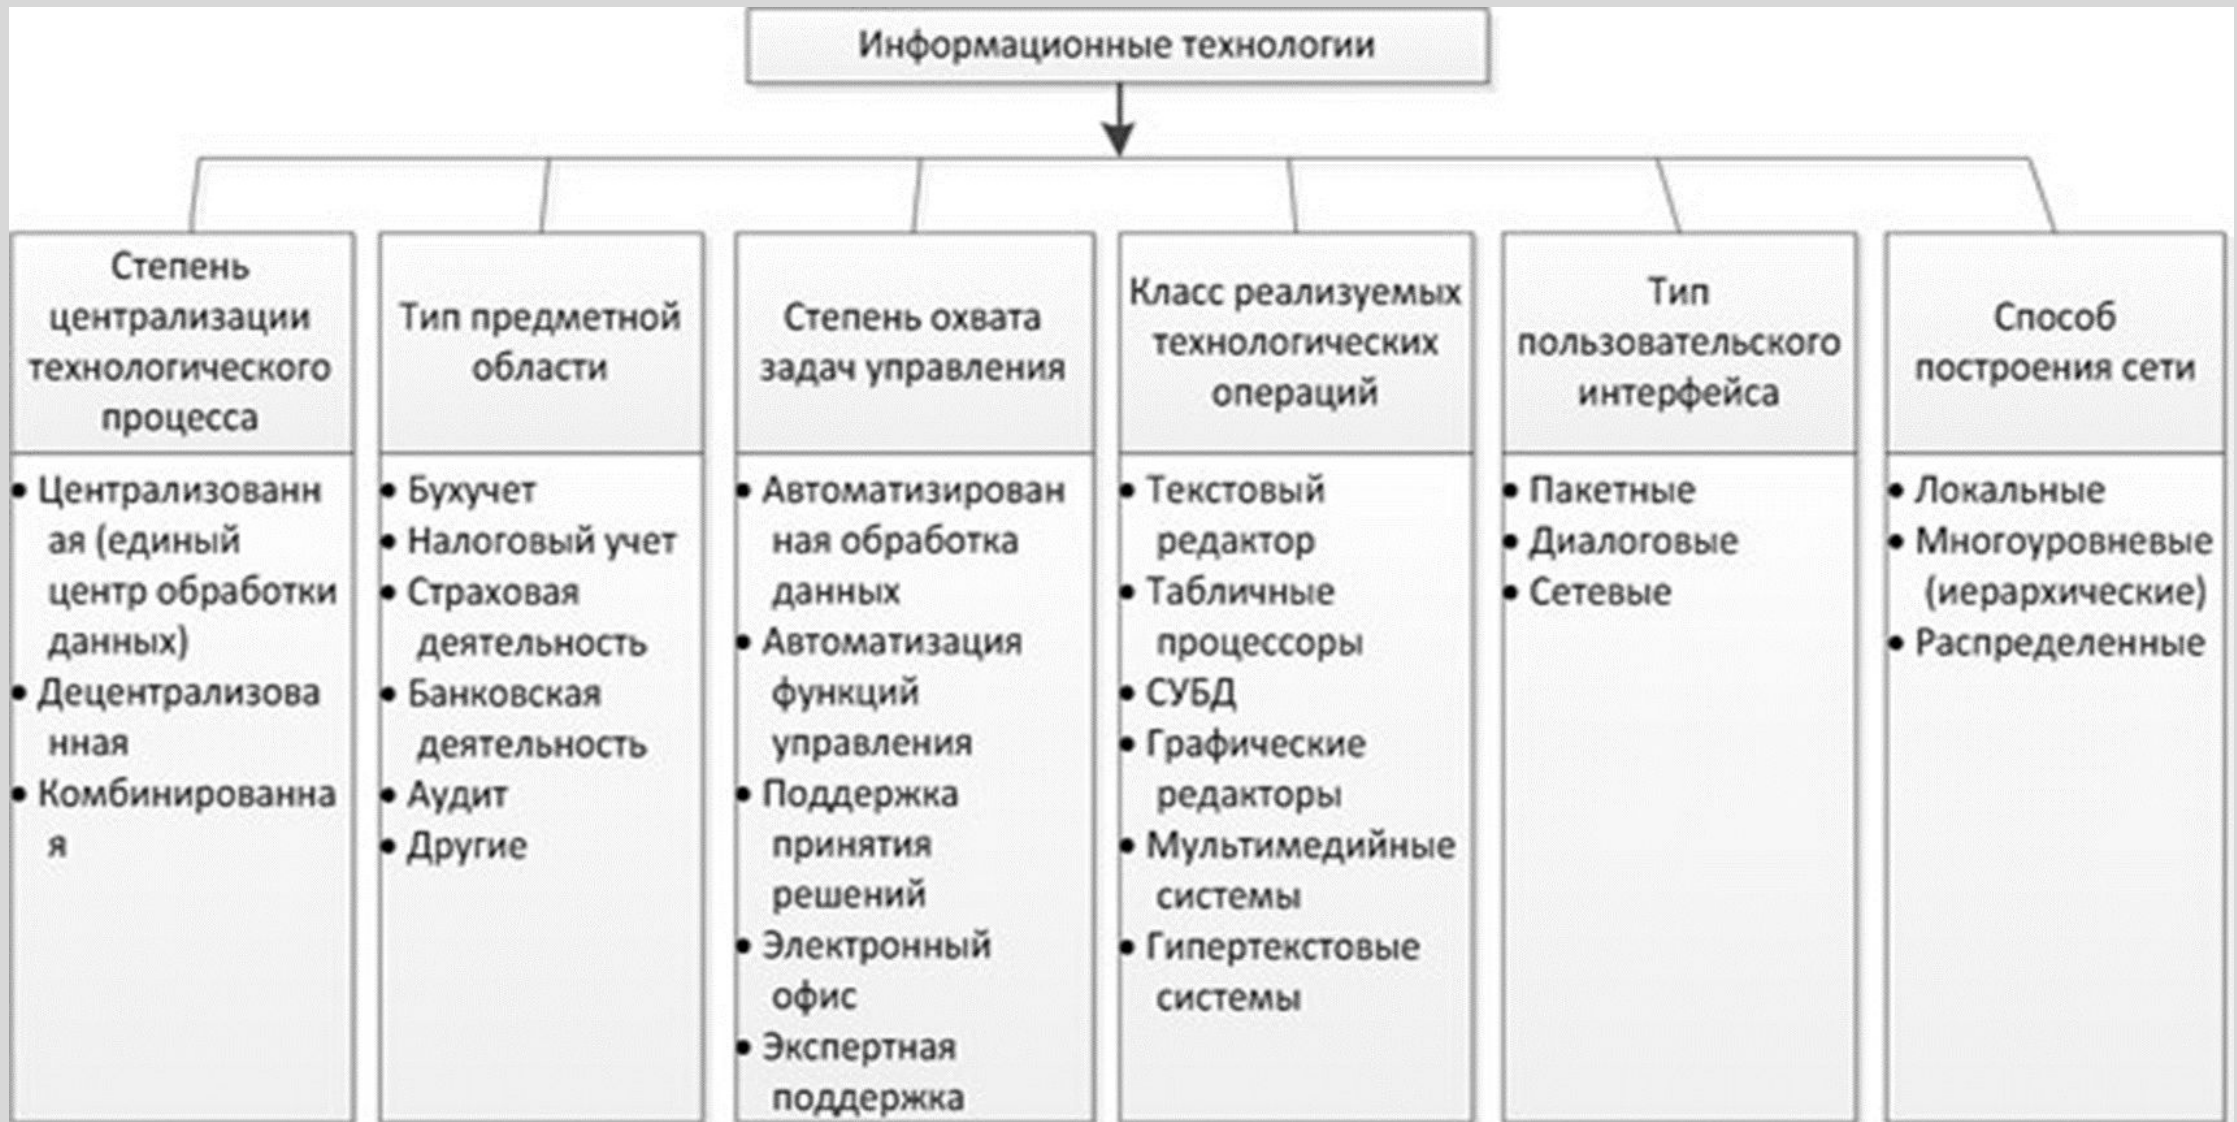 Информационные технологии
Степень
централизации
технологического
процесса
• Централизованн
ая (единый
центр обработки
данных)
• Децентрализова
нная
• Комбинированна
я
Тип предметной
области
• Бухучет
• Налоговый учет
• Страховая
деятельность
• Банковская
деятельность
• Аудит
• Другие
Степень охвата
задач управления
• Автоматизирован
ная обработка
данных
• Автоматизация
функций
управления
• Поддержка
принятия
решений
• Электронный
офис
• Экспертная
поддержка
Класс реализуемых
технологических
операций
• Текстовый
редактор
• Табличные
процессоры
• СУБД
• Графические
редакторы
• Мультимедийные
системы
• Гипертекстовые
системы
Тип
пользовательского
интерфейса
• Пакетные
• Диалоговые
• Сетевые
Способ
построения сети
• Локальные
• Многоуровневые
(иерархические)
• Распределенные